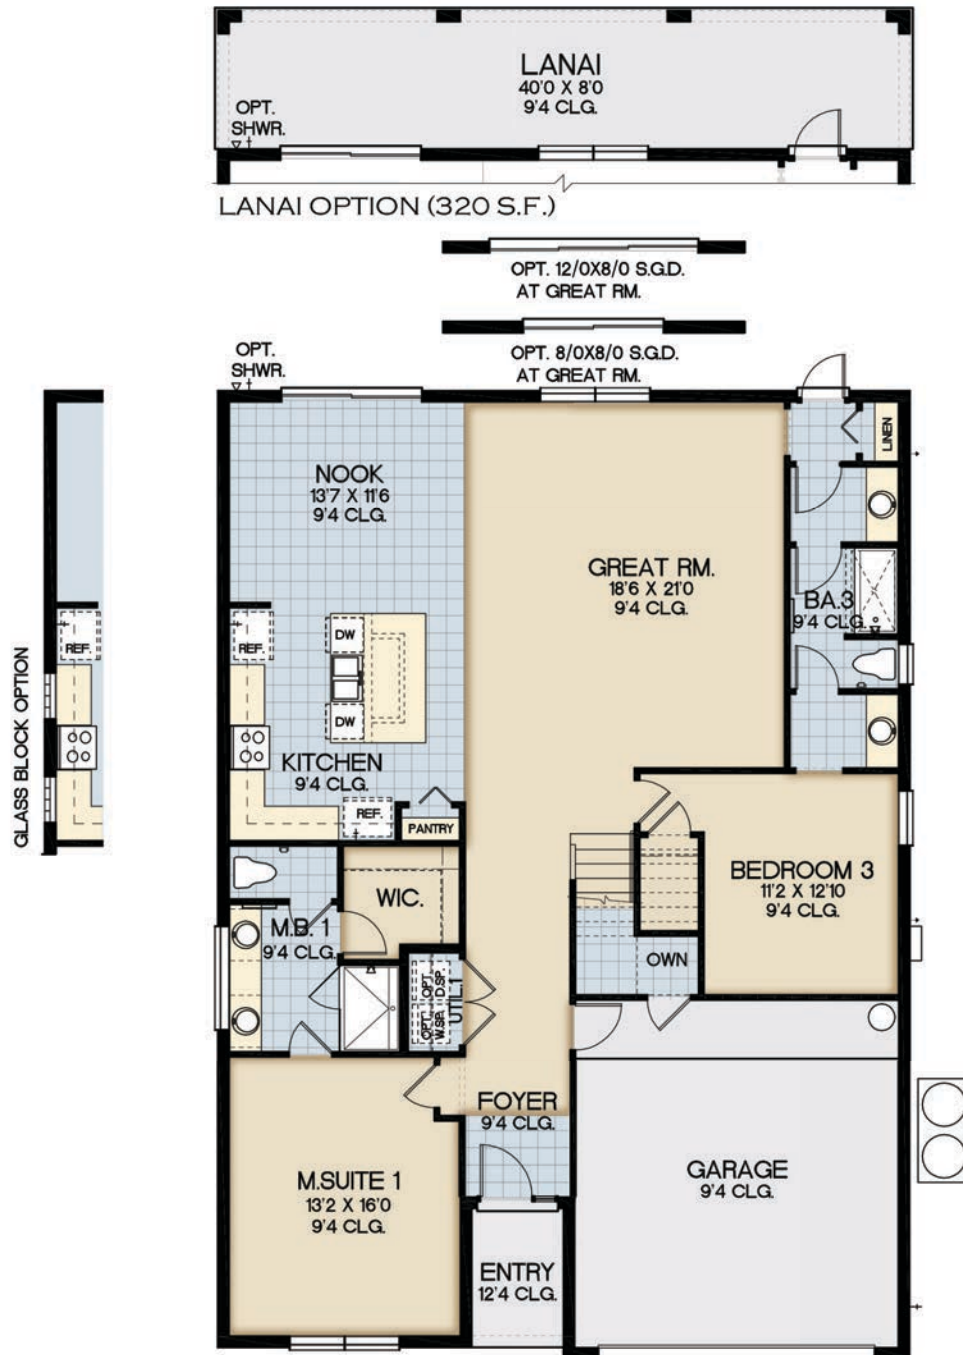 LANAI
40'0 X 8'0
9'4 CLG.
OPT.
SHWR.
LANAI OPTION (320 S.F.)
OPT. 12/0X8/0 S.G.D.
AT GREAT RM.
OPT. 8/0X8/0 S.G.D.
AT GREAT RM.
OPT.
SHWR.
GLASS BLOCK OPTION
REF.
NOOK
13'7 X 11'6
9'4 CLG.
LINEN
GREAT RM.
18'6 X 21'0
9'4 CLG.
BA.3
9'4 CLG.
REF.
DW
DW
KITCHEN
9'4 CLG.
REF.
PANTRY
BEDROOM 3
11'2 X 12'10
9'4 CLG.
WIC.
M.B. 1
9'4 CLG.
OWN
OPT.
D.SP.
OPT.
W.SP.
UTIL.1
FOYER
9'4 CLG.
M.SUITE 1
13'2 X 16'0
9'4 CLG.
GARAGE
9'4 CLG.
ENTRY
12'4 CLG.